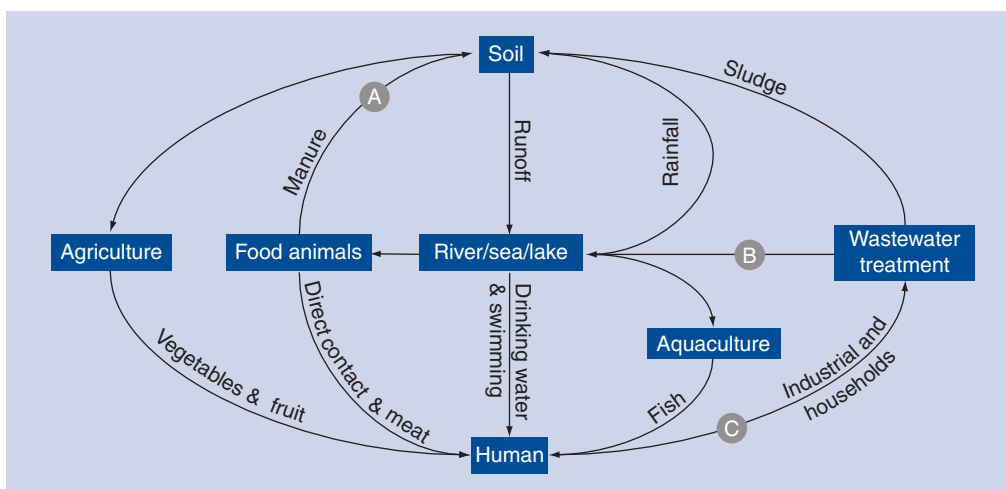 Soil
Sludge
A
Runoff
Rainfall
Manure
Agriculture
Food animals
River/sea/lake
B
Wastewater
treatment
Drinking water
& swimming
Direct contact & meat
Vegetables & fruit
Aquaculture
Industrial and
households
Fish
C
Human